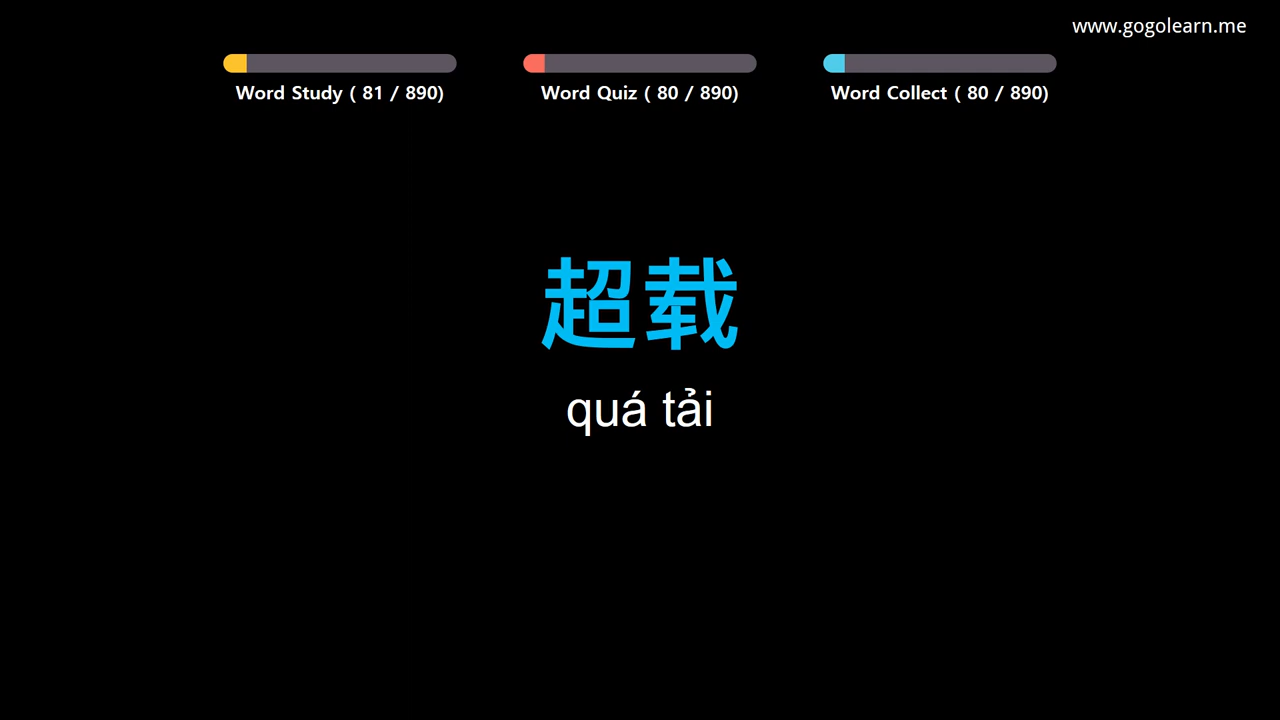 www.gogolearn.me
Word Study ( 81 / 890)
Word Quiz ( 80 / 890)
Word Collect ( 80 / 890)
超载
quá tải